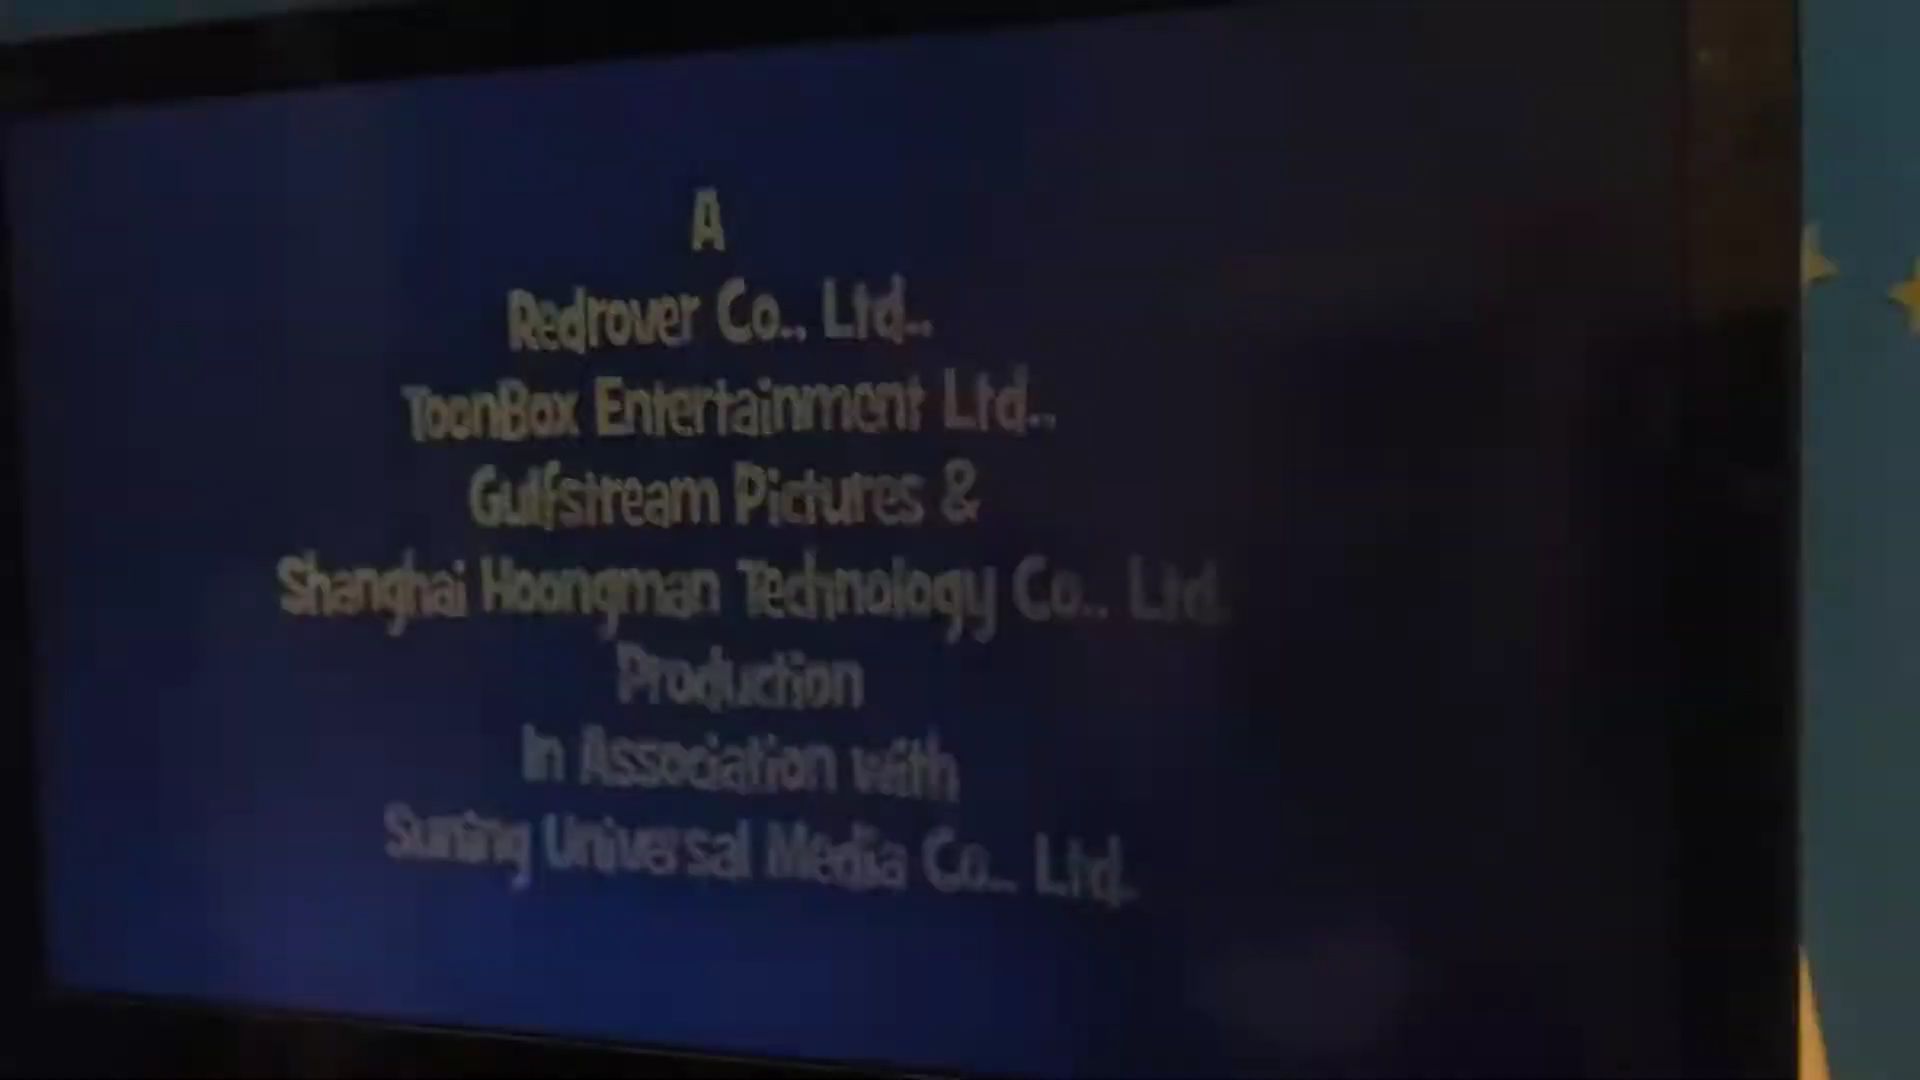 A
Redrover Co., Ltd.,
ToonBox Entertainment Ltd.,
Gulfstream Pictures &
Shanghai Hoongman Technology Co., Ltd.
Production
In Association with
Suning Universal Media Co., Ltd.